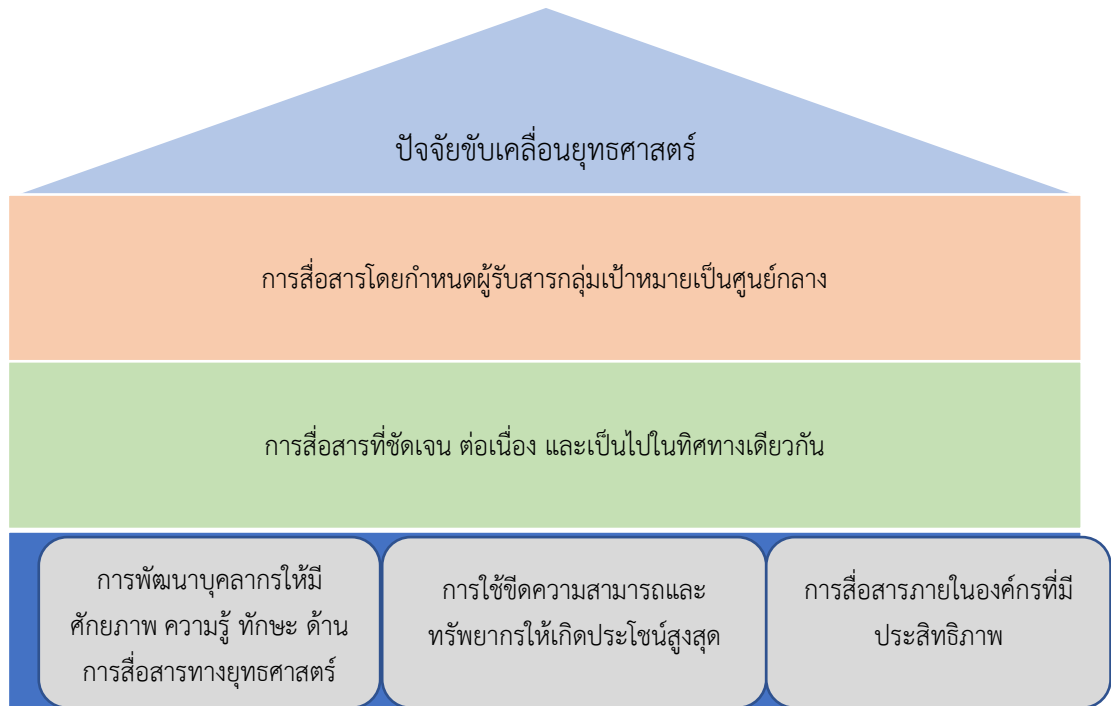 ปัจจัยขับเคลื่อนยุทธศาสตร์
การสื่อสารโดยกำหนดผู้รับสารกลุ่มเป้าหมายเป็นศูนย์กลาง
การสื่อสารที่ชัดเจน ต่อเนื่อง และเป็นไปในทิศทางเดียวกัน
การพัฒนาบุคลากรให้มี
ศักยภาพ ความรู้ ทักษะ ด้าน
การสื่อสารทางยุทธศาสตร์
การใช้ขีดความสามารถและ
ทรัพยากรให้เกิดประโยชน์สูงสุด
การสื่อสารภายในองค์กรที่มี
ประสิทธิภาพ